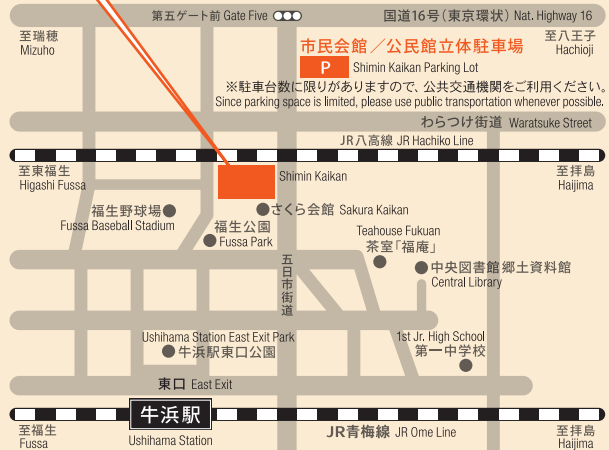 第五ゲート前 Gate Five
国道16号(東京環状) Nat. Highway 16
至瑞穂
Mizuho
至八王子
Hachioji
市民会館／公民館立体駐車場
P Shimin Kaikan Parking Lot
※駐車台数に限りがありますので、公共交通機関をご利用ください。
Since parking space is limited, please use public transportation whenever possible.
わらつけ街道 Waratsuke Street
JR八高線 JR Hachiko Line
至東福生
Higashi Fussa
至拝島
Haijima
Shimin Kaikan
福生野球場
Fussa Baseball Stadium
さくら会館 Sakura Kaikan
福生公園
Fussa Park
Teahouse Fukuan
茶室「福庵」
五日市街道
中央図書館郷土資料館
Central Library
Ushihama Station East Exit Park
牛浜駅東口公園
1st Jr. High School
第一中学校
東口 East Exit
牛浜駅
Ushihama Station
至福生
Fussa
JR青梅線 JR Ome Line
至拝島
Haijima